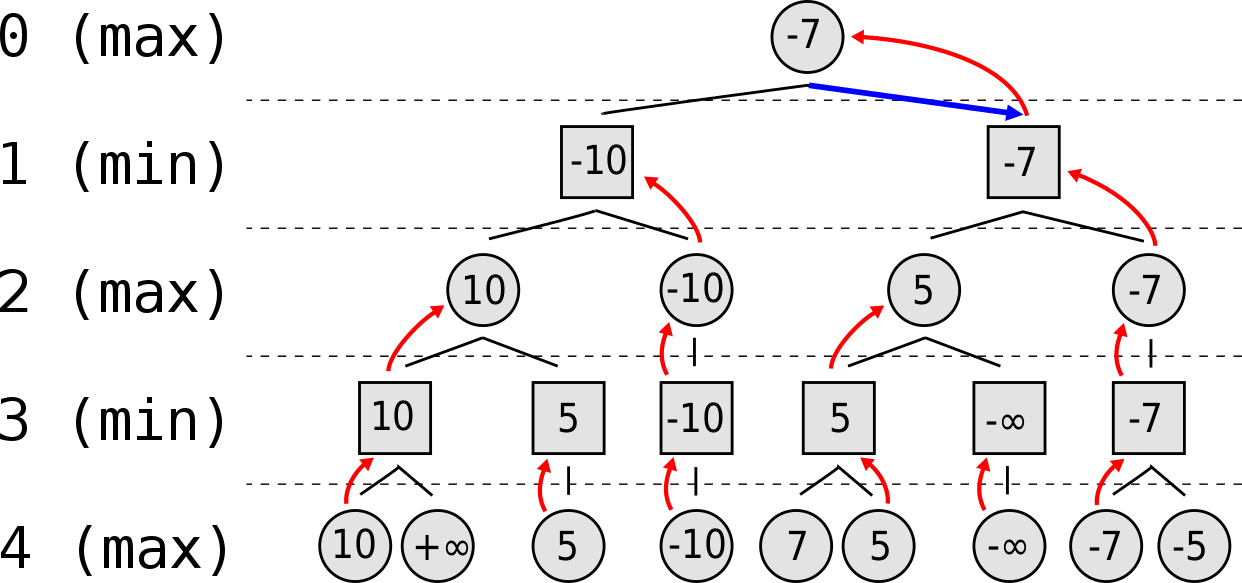 0 (max) -7
1 (min) -10 -7
2 (max) 10 -10 5 -7
3 (min) 10 5 -10 5 -∞ -7
4 (max) 10 +∞ 5 -10 7 5 -∞ -7 -5